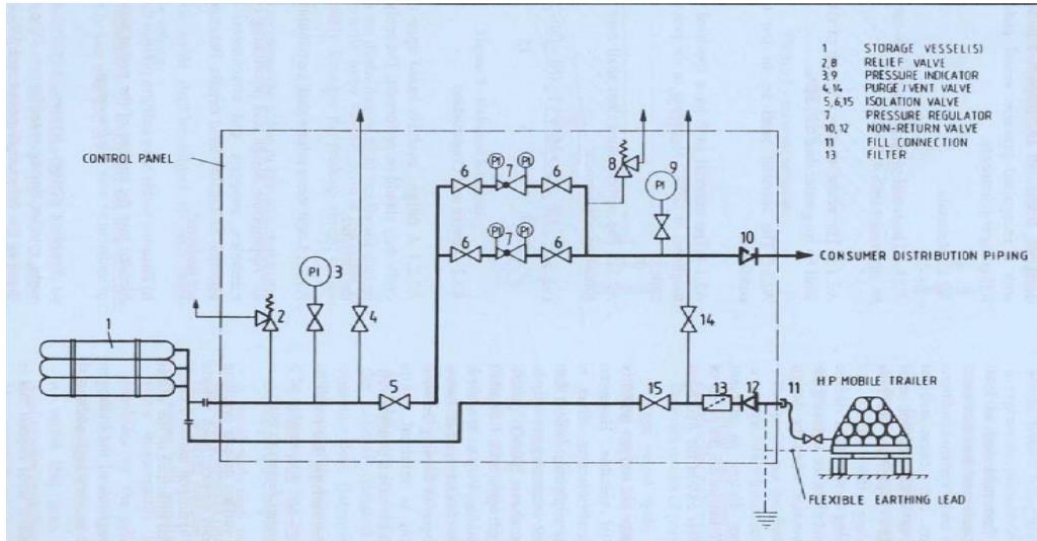 1 STORAGE VESSEL(S)
2,8 RELIEF VALVE
3,9 PRESSURE INDICATOR
4,14 PURGE/VENT VALVE
5,6,15 ISOLATION VALVE
7 PRESSURE REGULATOR
10,12 NON-RETURN VALVE
11 FILL CONNECTION
13 FILTER
CONTROL PANEL
PI PI
6 7 6
8
PI 9
PI PI
6 7 6
10
CONSUMER DISTRIBUTION PIPING
PI 3
2
4
14
1
5
15 13 12 11
HP MOBILE TRAILER
FLEXIBLE EARTHING LEAD